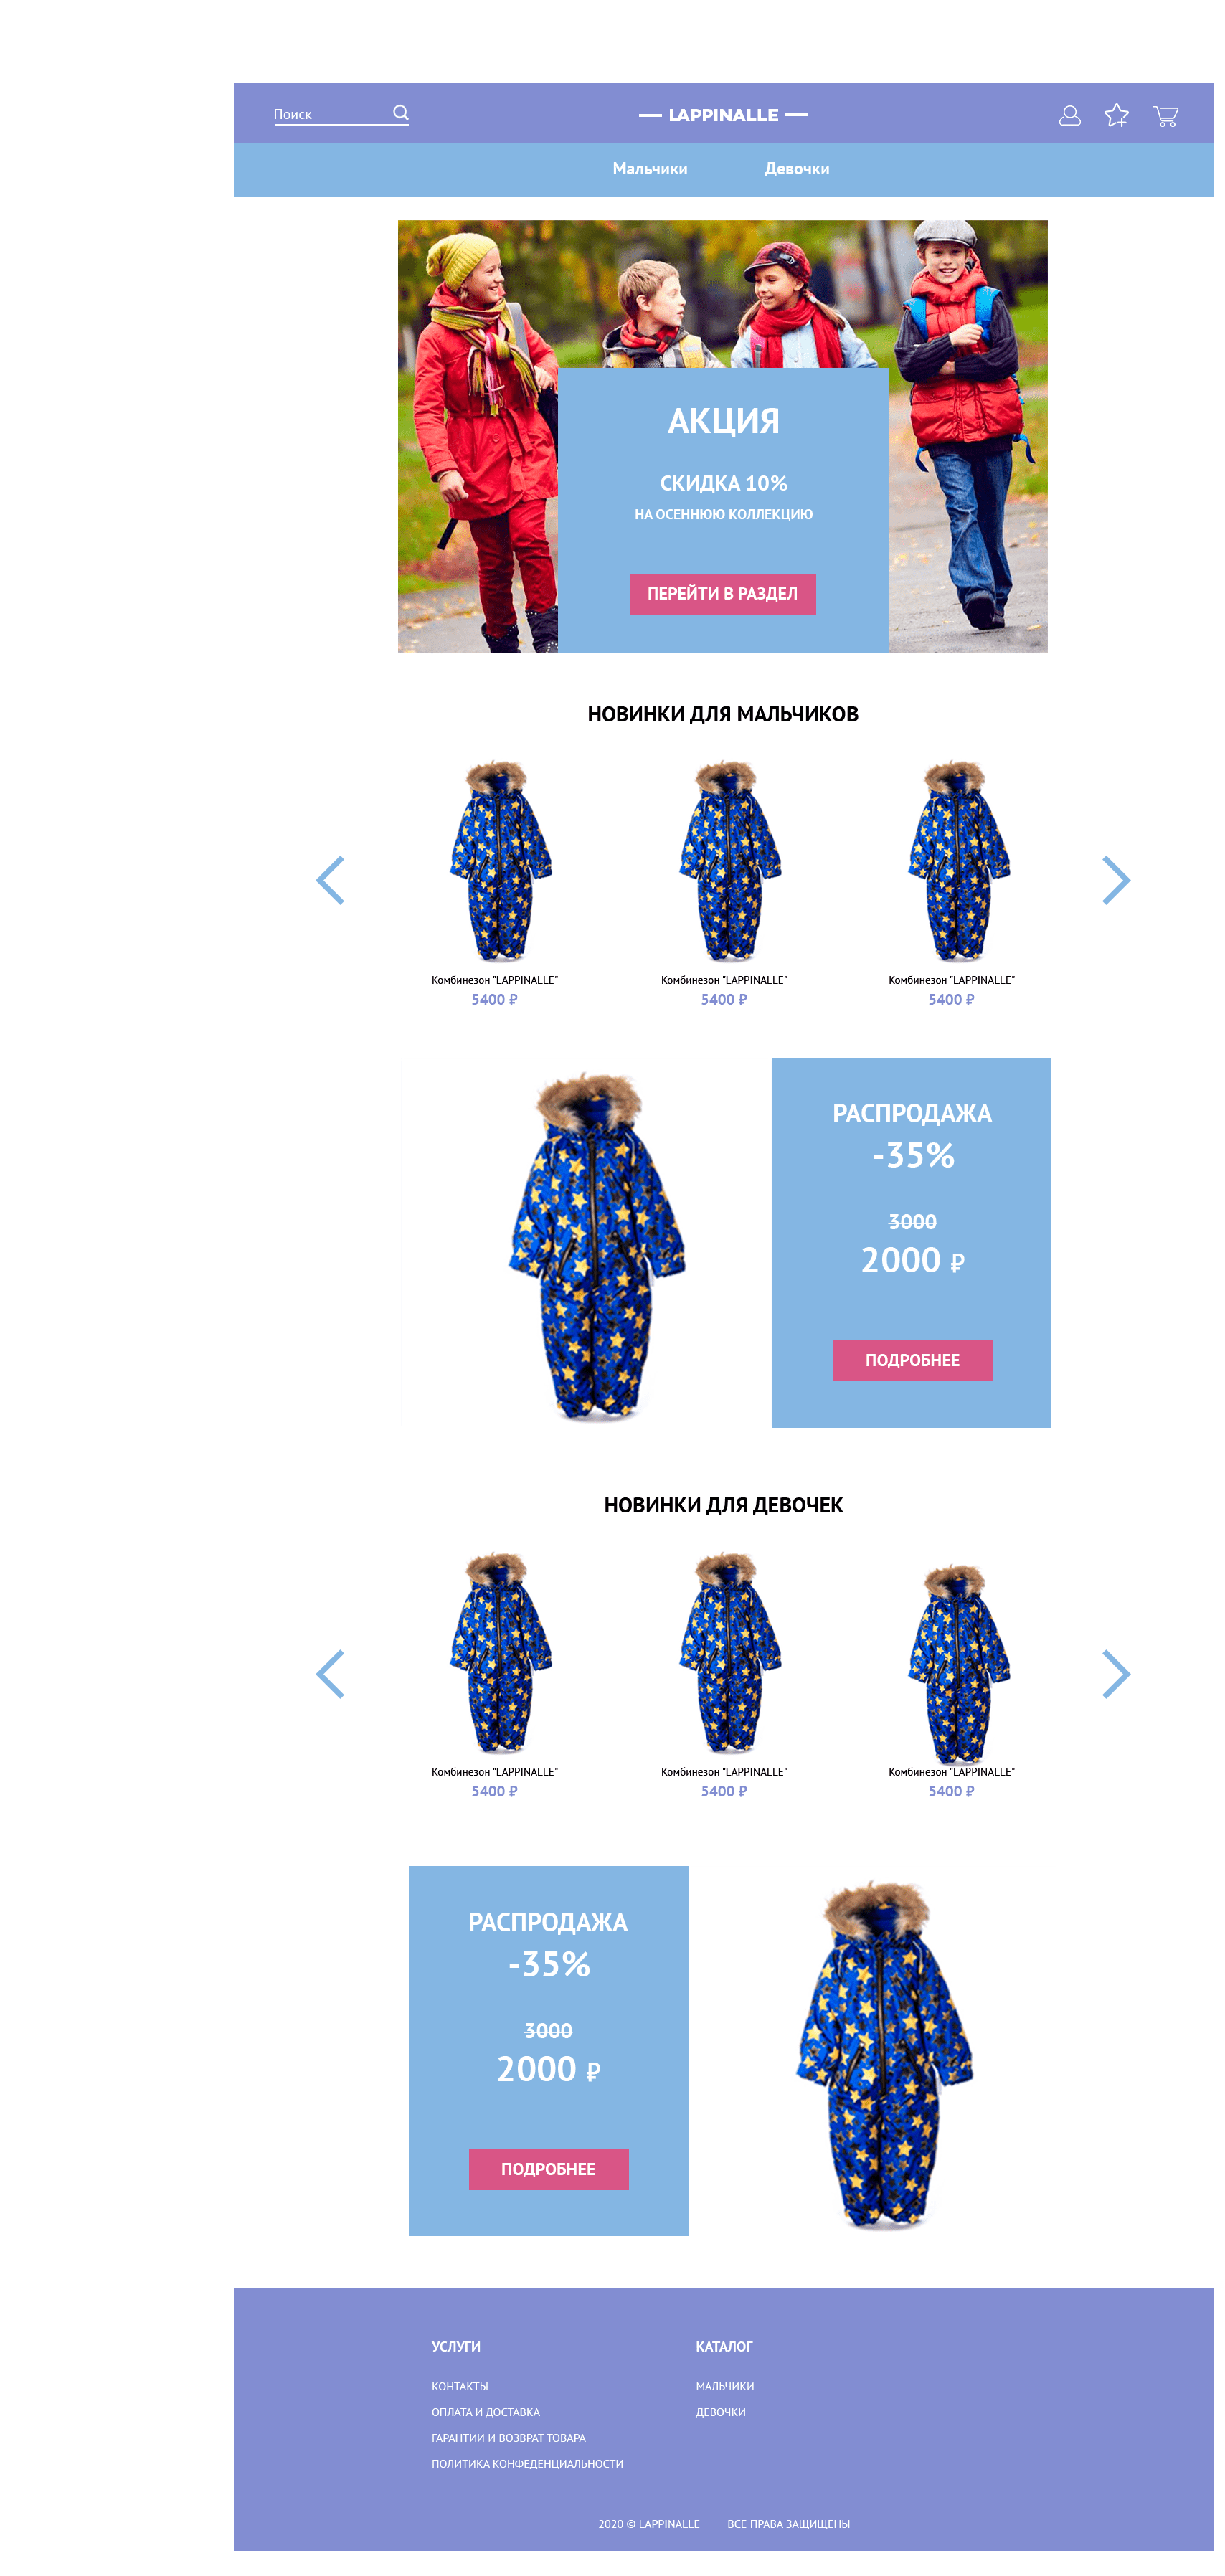 Поиск
LAPPINALLE
Мальчики Девочки
АКЦИЯ
СКИДКА 10%
НА ОСЕННЮЮ КОЛЛЕКЦИЮ
ПЕРЕЙТИ В РАЗДЕЛ
НОВИНКИ ДЛЯ МАЛЬЧИКОВ
Комбинезон "LAPPINALLE"
5400 ₽
Комбинезон "LAPPINALLE"
5400 ₽
Комбинезон "LAPPINALLE"
5400 ₽
РАСПРОДАЖА
-35%
3000
2000 ₽
ПОДРОБНЕЕ
НОВИНКИ ДЛЯ ДЕВОЧЕК
Комбинезон "LAPPINALLE"
5400 ₽
Комбинезон "LAPPINALLE"
5400 ₽
Комбинезон "LAPPINALLE"
5400 ₽
РАСПРОДАЖА
-35%
3000
2000 ₽
ПОДРОБНЕЕ
УСЛУГИ
КОНТАКТЫ
ОПЛАТА И ДОСТАВКА
ГАРАНТИИ И ВОЗВРАТ ТОВАРА
ПОЛИТИКА КОНФЕДЕНЦИАЛЬНОСТИ
КАТАЛОГ
МАЛЬЧИКИ
ДЕВОЧКИ
2020 © LAPPINALLE ВСЕ ПРАВА ЗАЩИЩЕНЫ